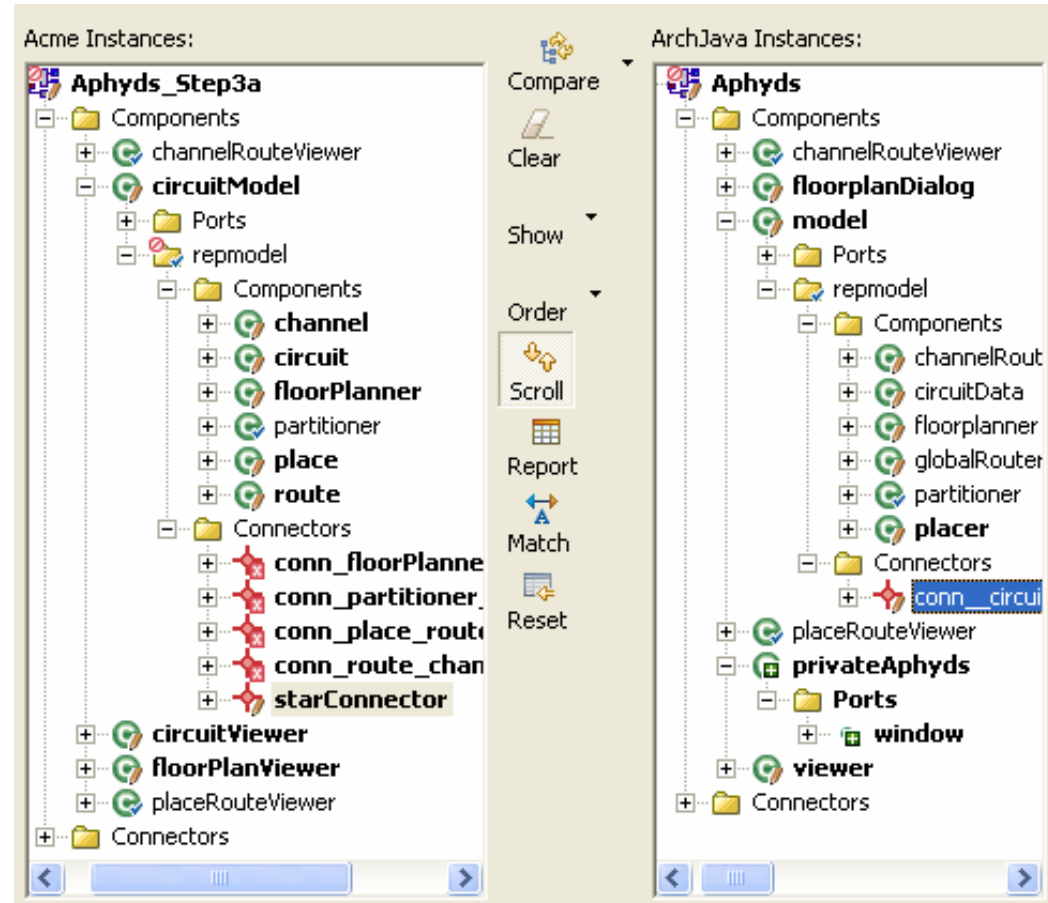 Acme Instances:
Aphyds_Step3a
Components
channelRouteViewer
circuitModel
Ports
repmodel
Components
channel
circuit
floorPlanner
partitioner
place
route
Connectors
conn_floorPlanne
conn_partitioner_
conn_place_route
conn_route_chan
starConnector
circuitViewer
floorPlanViewer
placeRouteViewer
Connectors
Compare
Clear
Show
Order
Scroll
Report
Match
Reset
ArchJava Instances:
Aphyds
Components
channelRouteViewer
floorplanDialog
model
Ports
repmodel
Components
channelRout
circuitData
floorplanner
globalRouter
partitioner
placer
Connectors
conn__circui
placeRouteViewer
privateAphyds
Ports
window
viewer
Connectors